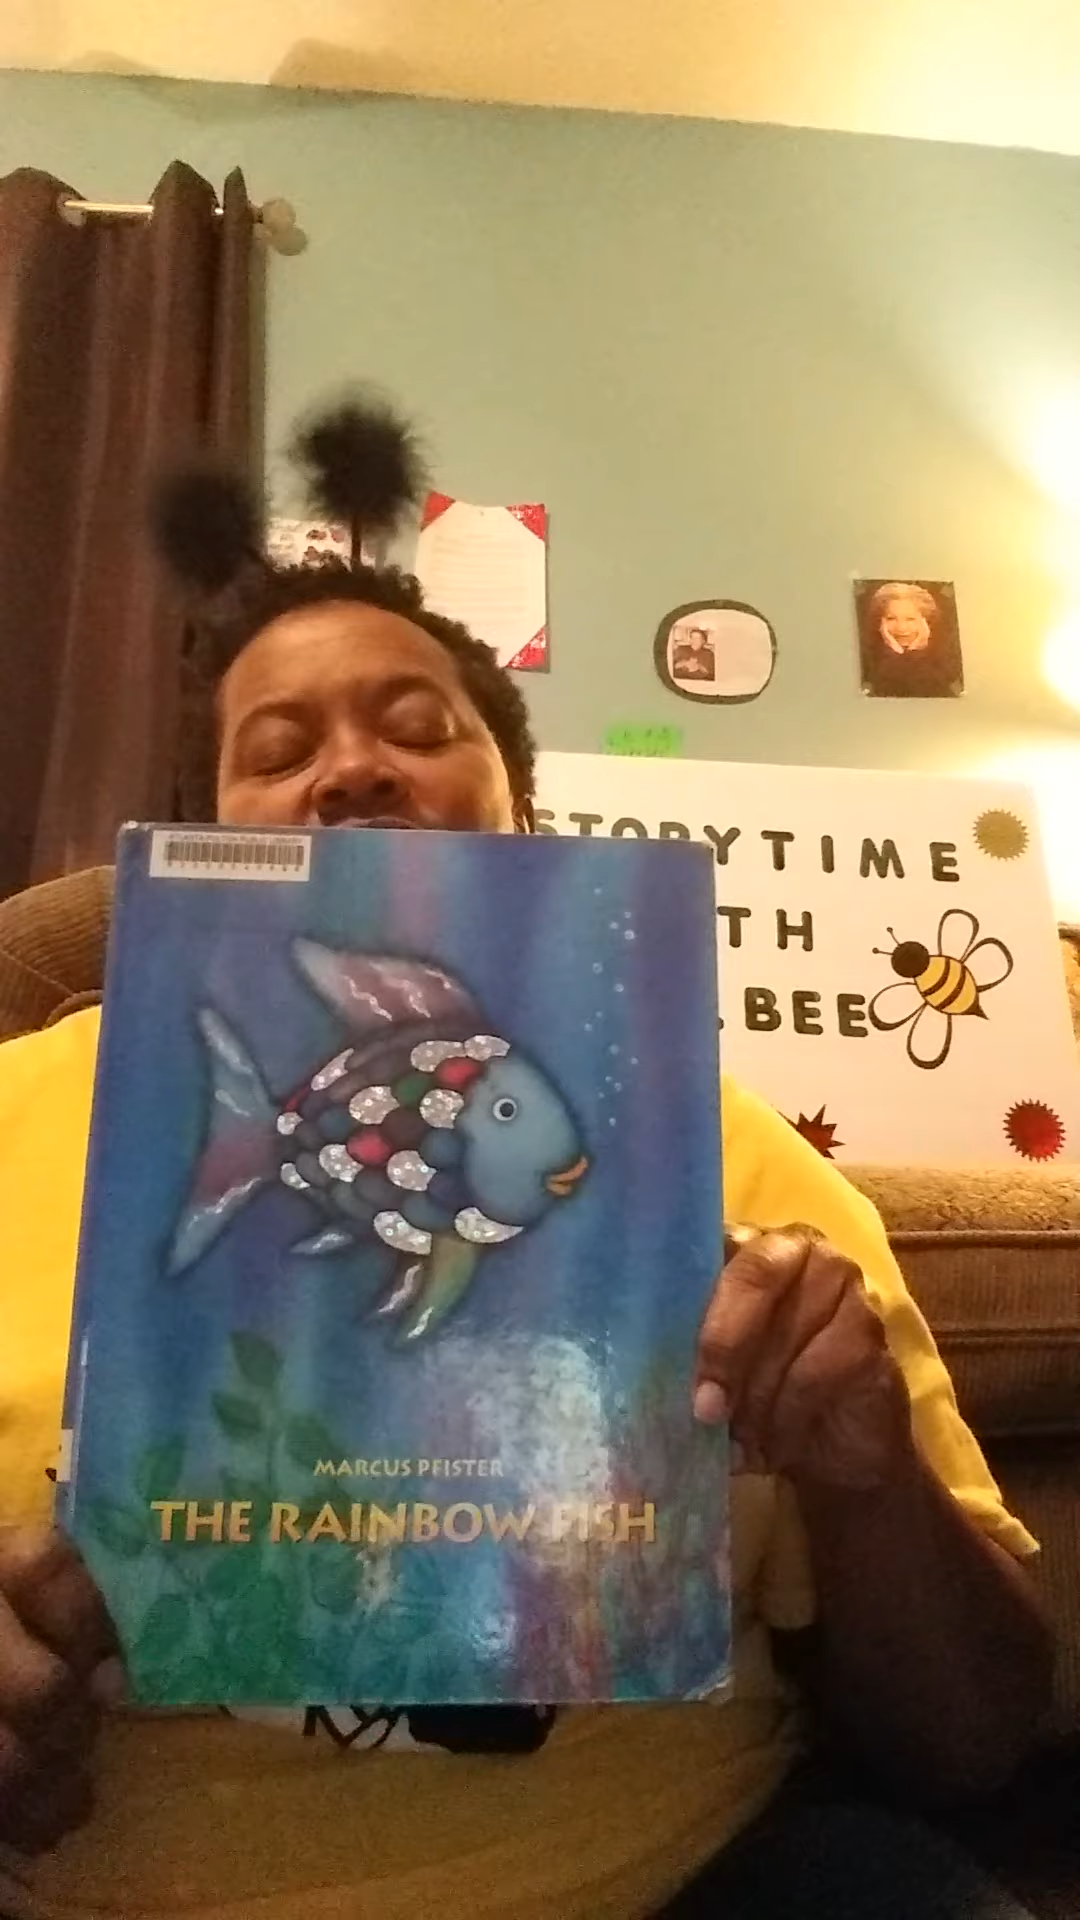 STORYTIME
TH
.BEE
MARCUS PFISTER
THE RAINBOW FISH